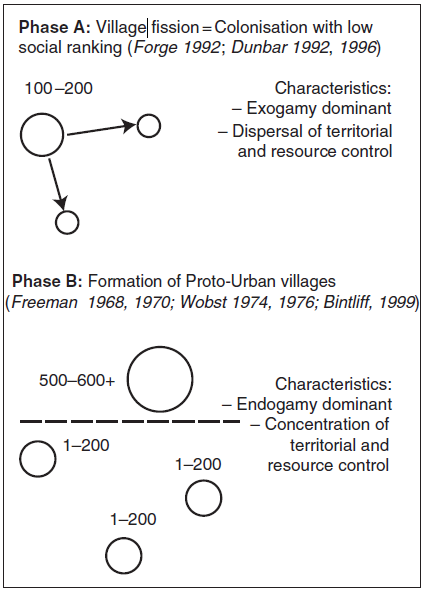 Phase A: Village fission = Colonisation with low
social ranking (Forge 1992; Dunbar 1992, 1996)
100–200
Characteristics:
– Exogamy dominant
– Dispersal of territorial
and resource control
Phase B: Formation of Proto-Urban villages
(Freeman 1968, 1970; Wobst 1974, 1976; Bintliff, 1999)
500–600+
Characteristics:
– Endogamy dominant
– Concentration of
territorial and
resource control
1–200
1–200
1–200